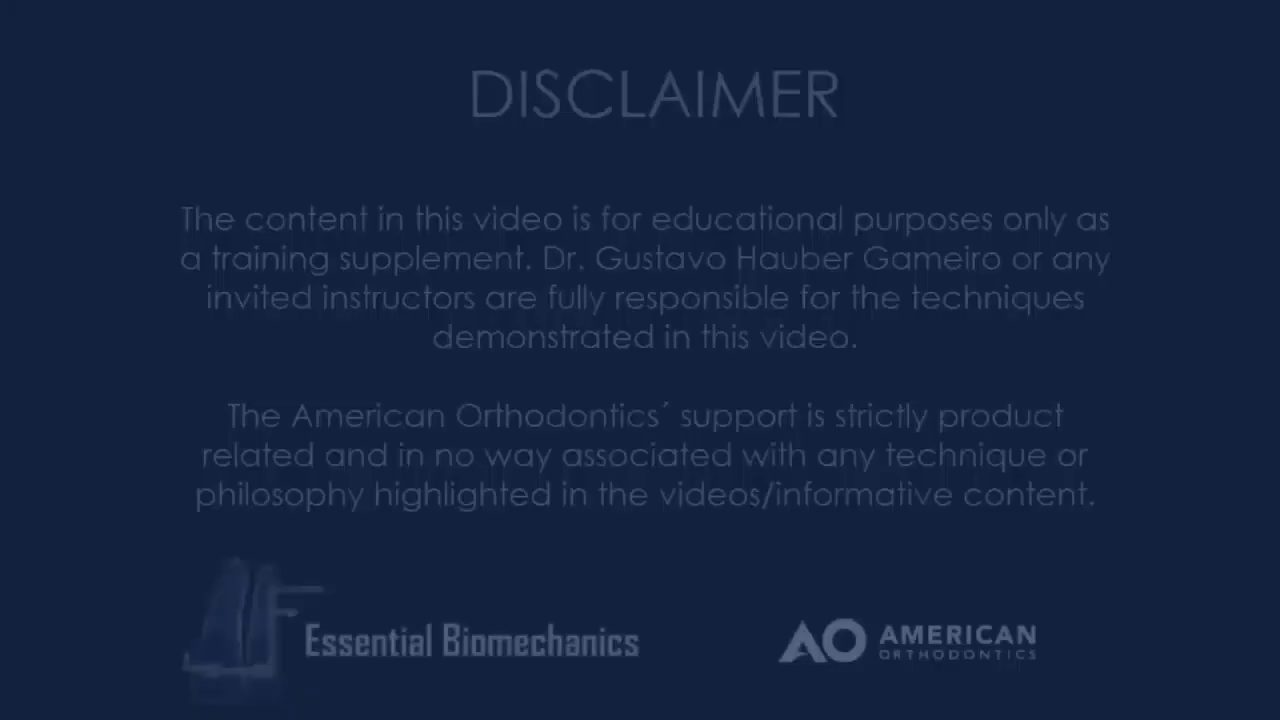 DISCLAIMER
The content in this video is for educational purposes only as
a training supplement. Dr. Gustavo Hauber Gameiro or any
invited instructors are fully responsible for the techniques
demonstrated in this video.
The American Orthodontics´ support is strictly product
related and in no way associated with any technique or
philosophy highlighted in the videos/informative content.
Essential Biomechanics
AO AMERICAN
ORTHODONTICS